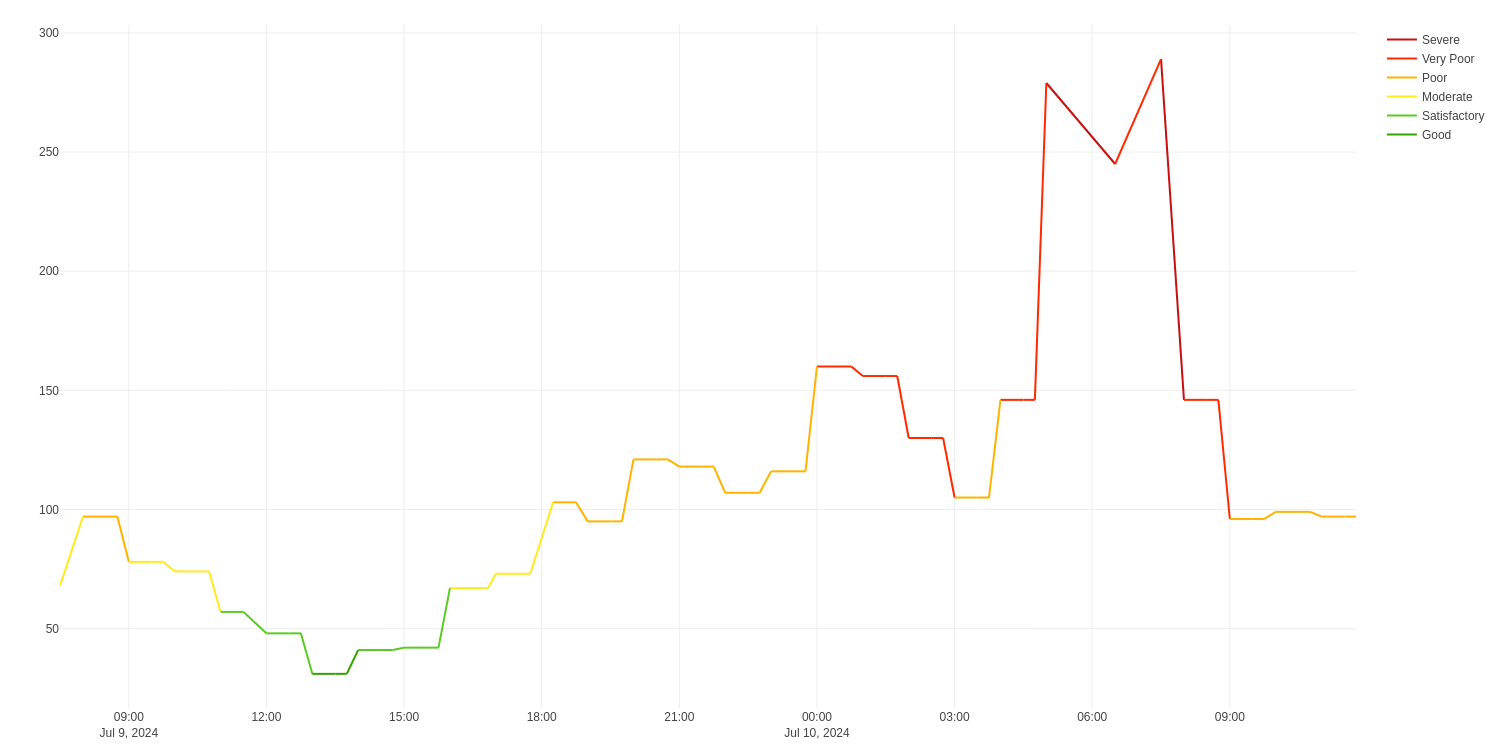 300
250
200
150
100
50
09:00
Jul 9, 2024
12:00
15:00
18:00
21:00
00:00
Jul 10, 2024
03:00
06:00
09:00
Severe
Very Poor
Poor
Moderate
Satisfactory
Good